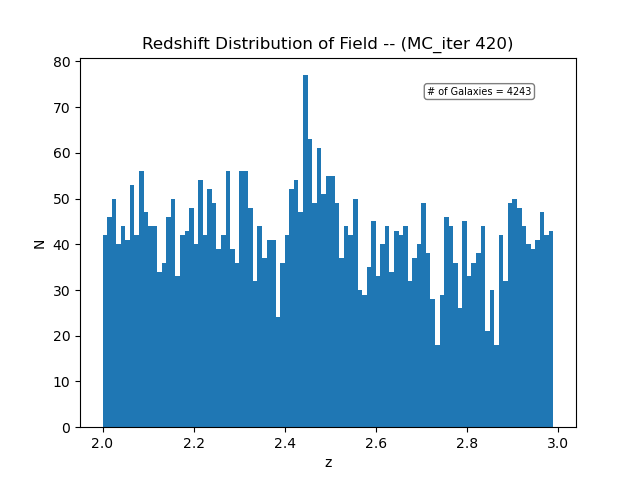 Redshift Distribution of Field -- (MC_iter 420)
# of Galaxies = 4243
80
70
60
50
40
30
20
10
0
N
2.0 2.2 2.4 2.6 2.8 3.0
z